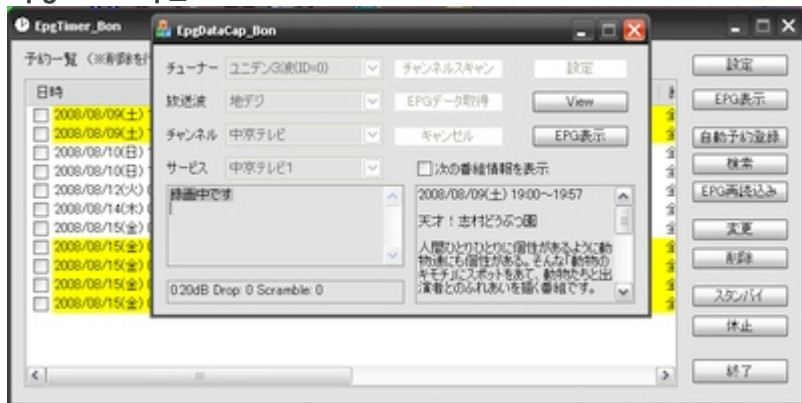 EpgTimer_Bon
EpgDataCap_Bon
予約一覧 (※削除を行
日時
2008/08/09(土)
2008/08/09(土)
2008/08/10(日)
2008/08/10(日)
2008/08/12(火)
2008/08/14(木)
2008/08/15(金)
2008/08/15(金)
2008/08/15(金)
2008/08/15(金)
2008/08/15(金)
チューナー ユニデン3波(ID=0) チャンネルスキャン 設定
放送波 地デジ EPGデータ取得 View
チャンネル 中京テレビ キャンセル EPG表示
サービス 中京テレビ1 次の番組情報を表示
録画中です
2008/08/09(土) 19:00～19:57
天才！志村どうぶつ園
人間ひとりひとりに個性があるように動
物達にも個性がある。そんな「動物の
キモチ」にスポットをあて、動物たちと出
演者とのふれあいを描く番組です。
0.20dB Drop: 0 Scramble: 0
設定
EPG表示
自動予約登録
検索
EPG再読込み
変更
削除
スタンバイ
休止
終了